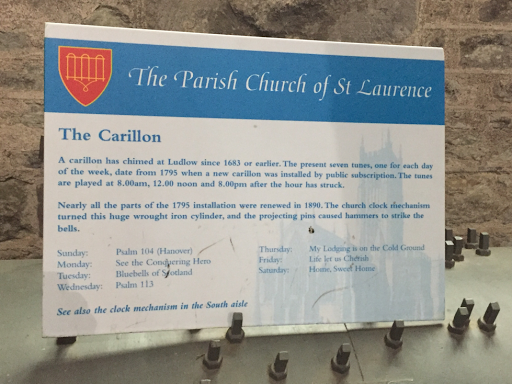 The Parish Church of St Laurence
The Carillon
A carillon has chimed at Ludlow since 1683 or earlier. The present seven tunes, one for each day
of the week, date from 1795 when a new carillon was installed by public subscription. The tunes
are played at 8.00am, 12.00 noon and 8.00pm after the hour has struck.
Nearly all the parts of the 1795 installation were renewed in 1890. The church clock mechanism
turned this huge wrought iron cylinder, and the projecting pins caused hammers to strike the
bells.
Sunday: Psalm 104 (Hanover)
Monday: See the Conquering Hero
Tuesday: Bluebells of Scotland
Wednesday: Psalm 113
Thursday: My Lodging is on the Cold Ground
Friday: Life let us Cherish
Saturday: Home, Sweet Home
See also the clock mechanism in the South aisle